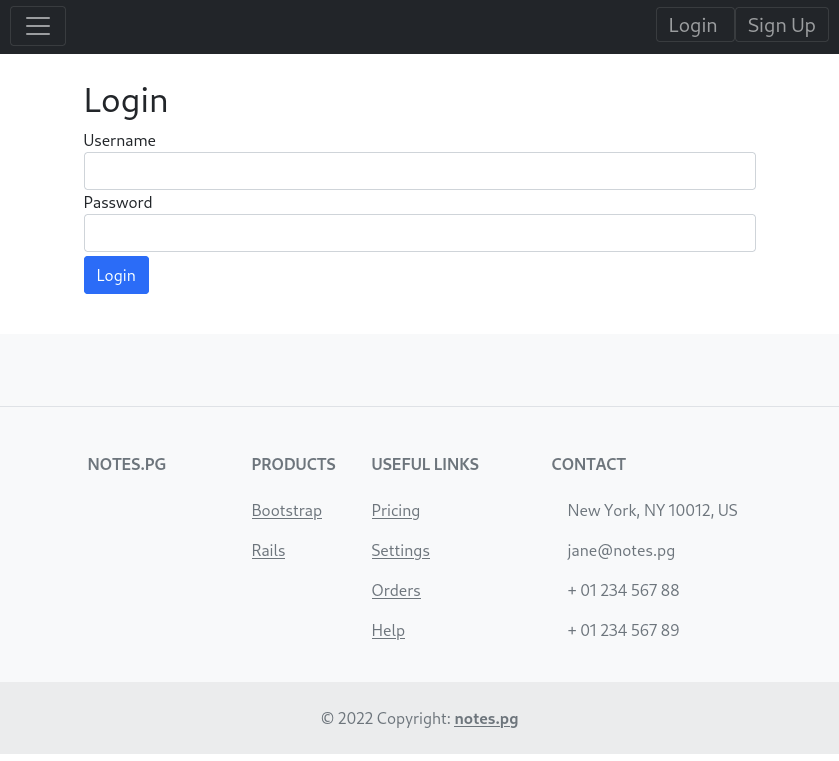 Login
Sign Up
Login
Username
Password
Login
NOTES.PG
PRODUCTS
Bootstrap
Rails
USEFUL LINKS
Pricing
Settings
Orders
Help
CONTACT
New York, NY 10012, US
jane@notes.pg
+ 01 234 567 88
+ 01 234 567 89
© 2022 Copyright: notes.pg